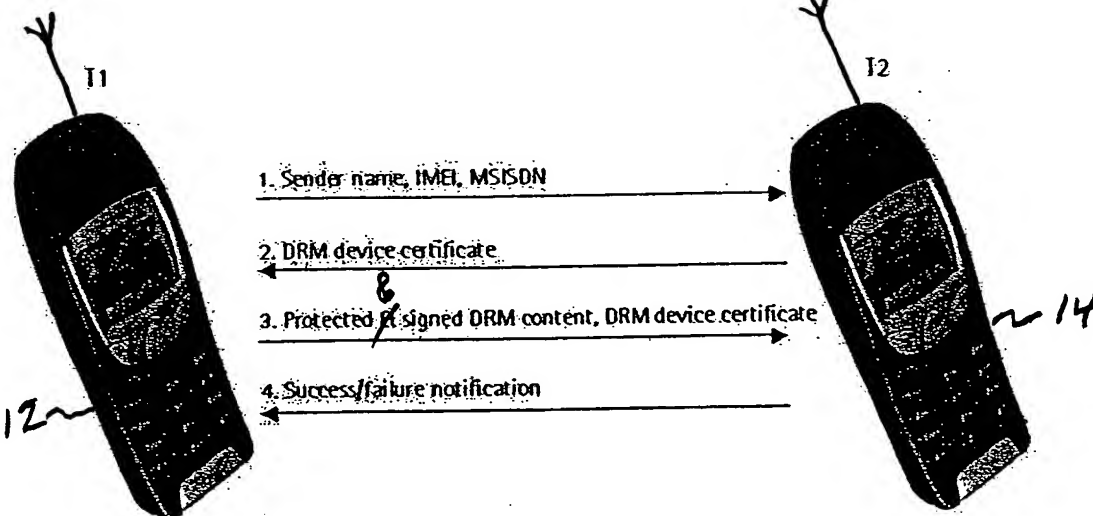 T1
T2
1. Sender name, IMEI, MSISDN
2. DRM device certificate
&
3. Protected signed DRM content, DRM device certificate
14
4. Success/failure notification
12